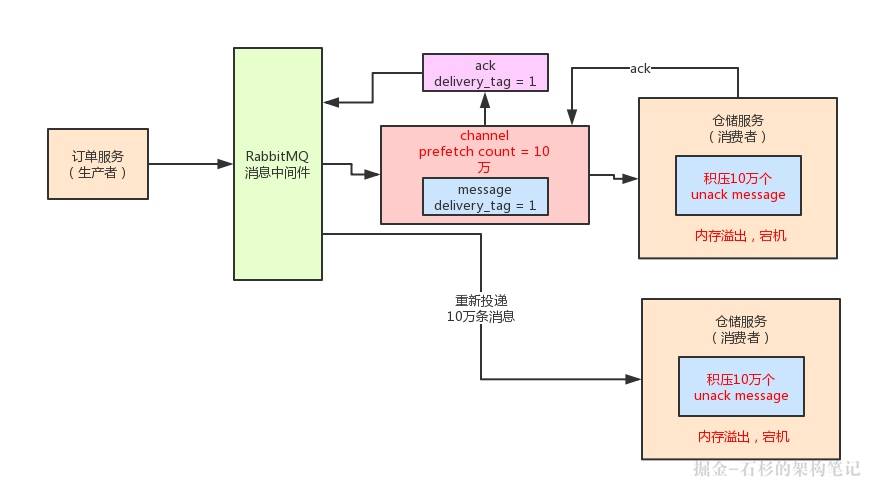 订单服务
（生产者）
RabbitMQ
消息中间件
ack
delivery_tag = 1
channel
prefetch count = 10
万
message
delivery_tag = 1
ack
仓储服务
（消费者）
积压10万个
unack message
内存溢出，宕机
重新投递
10万条消息
仓储服务
（消费者）
积压10万个
unack message
内存溢出，宕机
掘金-石杉的架构笔记